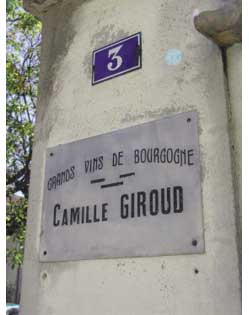 3
GRANDS VINS DE BOURGOGNE
CAMILLE GIROUD